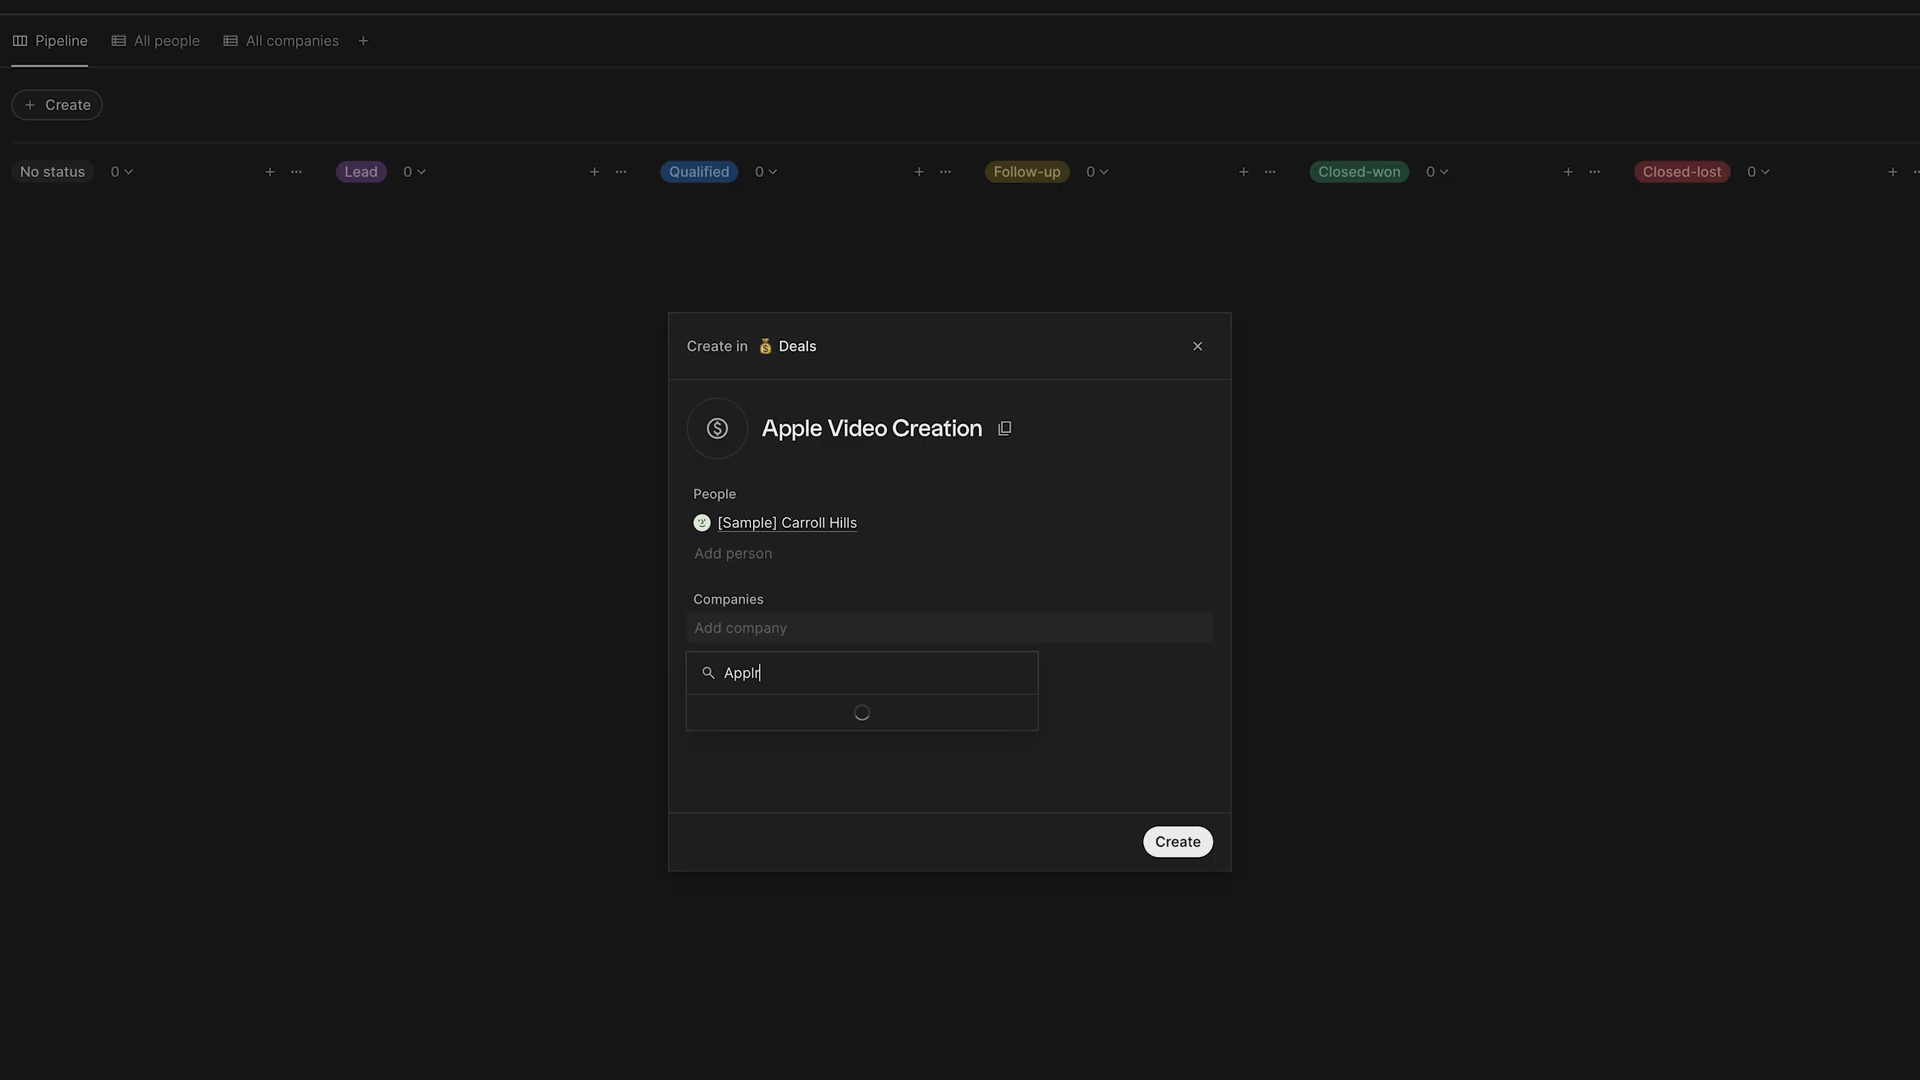 Pipeline All people All companies +
+ Create
No status 0 + ... Lead 0 + ... Qualified 0 + ... Follow-up 0 + ... Closed-won 0 + ... Closed-lost 0 + ...
Create in 💰 Deals
Apple Video Creation
People
[Sample] Carroll Hills
Add person
Companies
Add company
Applr
Create